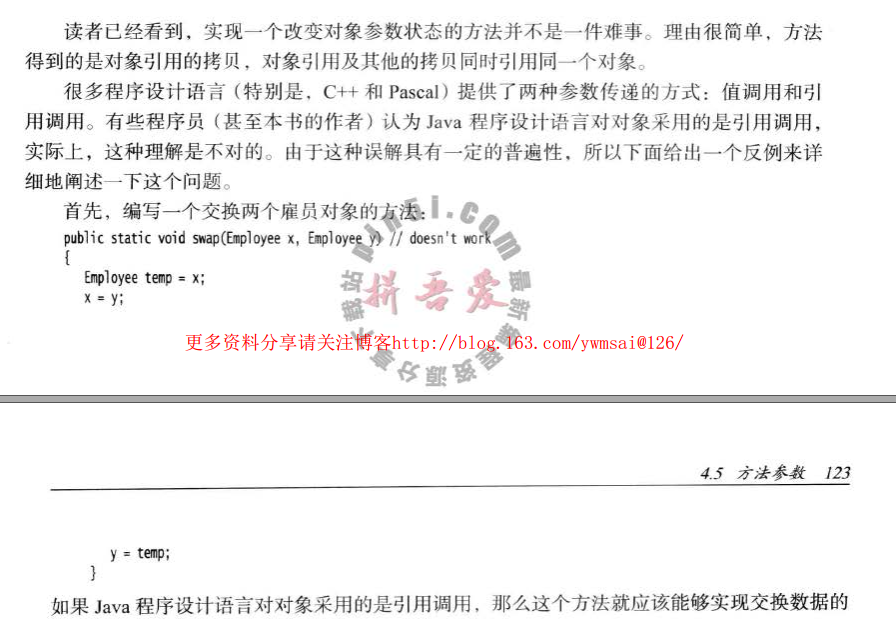 读者已经看到，实现一个改变对象参数状态的方法并不是一件难事。理由很简单，方法
得到的是对象引用的拷贝，对象引用及其他的拷贝同时引用同一个对象。
很多程序设计语言（特别是，C++ 和 Pascal）提供了两种参数传递的方式：值调用和引
用调用。有些程序员（甚至本书的作者）认为 Java 程序设计语言对对象采用的是引用调用，
实际上，这种理解是不对的。由于这种误解具有一定的普遍性，所以下面给出一个反例来详
细地阐述一下这个问题。
首先，编写一个交换两个雇员对象的方法：
public static void swap(Employee x, Employee y) // doesn't work
{
Employee temp = x;
x = y;
拼吾爱
更多资料分享请关注博客http://blog.163.com/ywmsai@126/
4.5 方法参数 123
y = temp;
}
如果 Java 程序设计语言对对象采用的是引用调用，那么这个方法就应该能够实现交换数据的